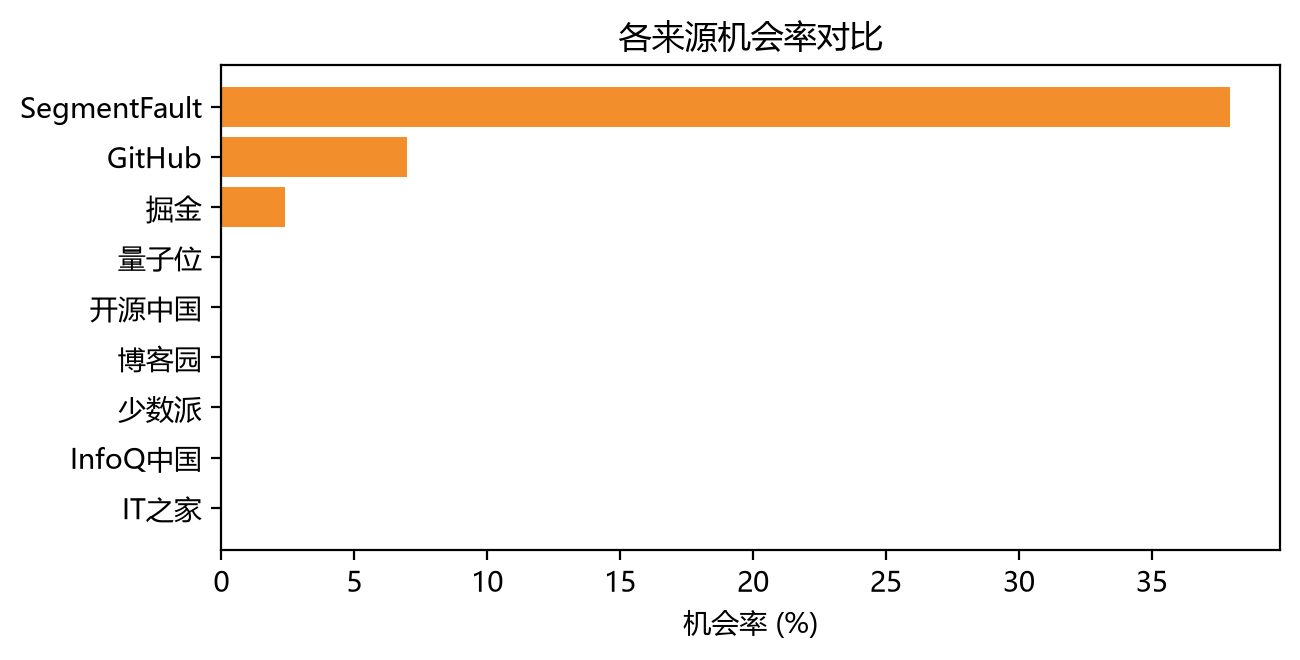 各来源机会率对比
SegmentFault
GitHub
掘金
量子位
开源中国
博客园
少数派
InfoQ中国
IT之家
0 5 10 15 20 25 30 35
机会率 (%)